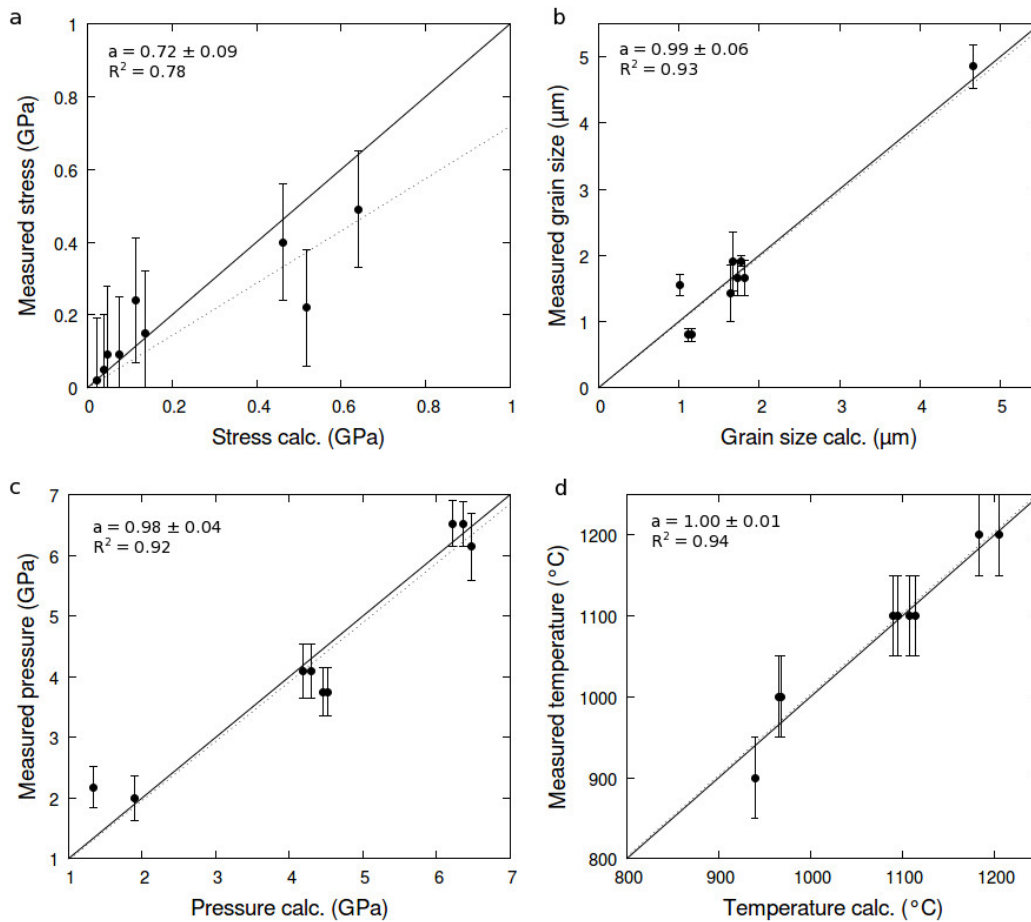 a
a = 0.72 ± 0.09
R² = 0.78
Measured stress (GPa)
1
0.8
0.6
0.4
0.2
0
0 0.2 0.4 0.6 0.8 1
Stress calc. (GPa)
b
a = 0.99 ± 0.06
R² = 0.93
Measured grain size (μm)
5
4
3
2
1
0
0 1 2 3 4 5
Grain size calc. (μm)
c
a = 0.98 ± 0.04
R² = 0.92
Measured pressure (GPa)
7
6
5
4
3
2
1
1 2 3 4 5 6 7
Pressure calc. (GPa)
d
a = 1.00 ± 0.01
R² = 0.94
Measured temperature (°C)
1200
1100
1000
900
800
800 900 1000 1100 1200
Temperature calc. (°C)